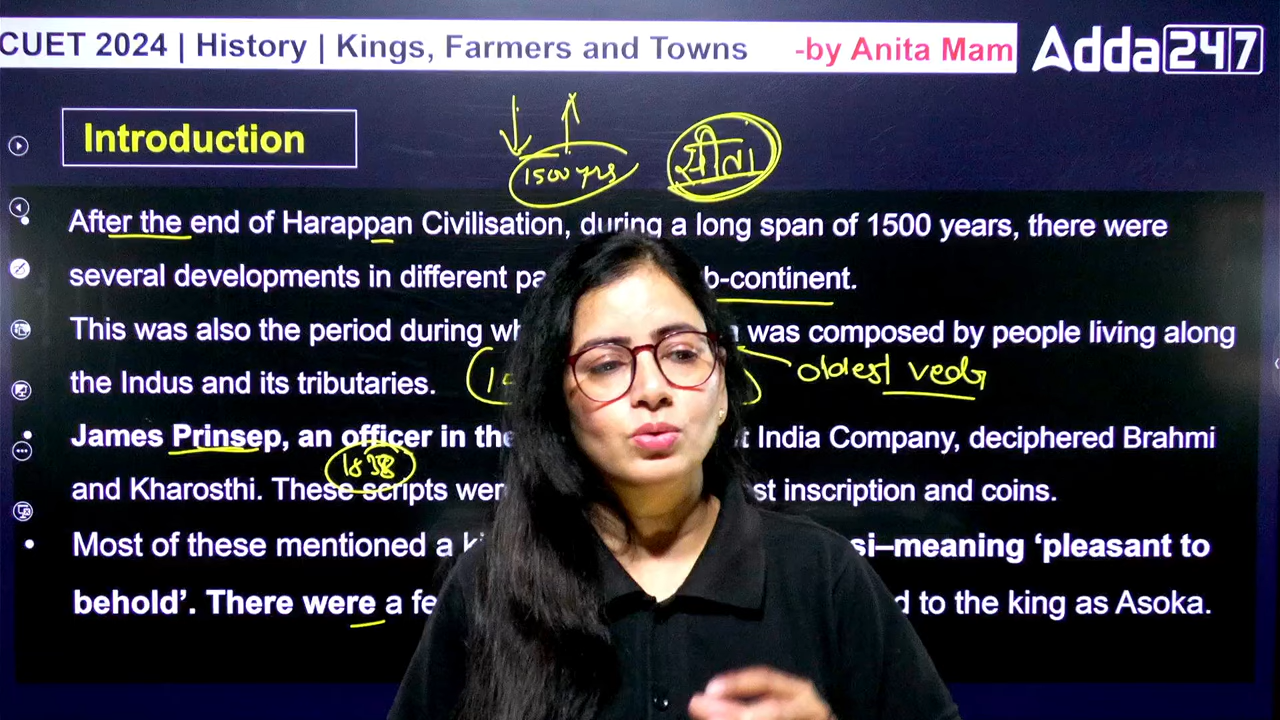 CUET 2024 | History | Kings, Farmers and Towns -by Anita Mam Adda247
Introduction
1500 yrs
सीता
After the end of Harappan Civilisation, during a long span of 1500 years, there were
several developments in different pa b-continent.
This was also the period during wh was composed by people living along
oldest veda
the Indus and its tributaries.
James Prinsep, an officer in the t India Company, deciphered Brahmi
1838
and Kharosthi. These scripts wer st inscription and coins.
• Most of these mentioned a ki si–meaning ‘pleasant to
behold’. There were a fe d to the king as Asoka.